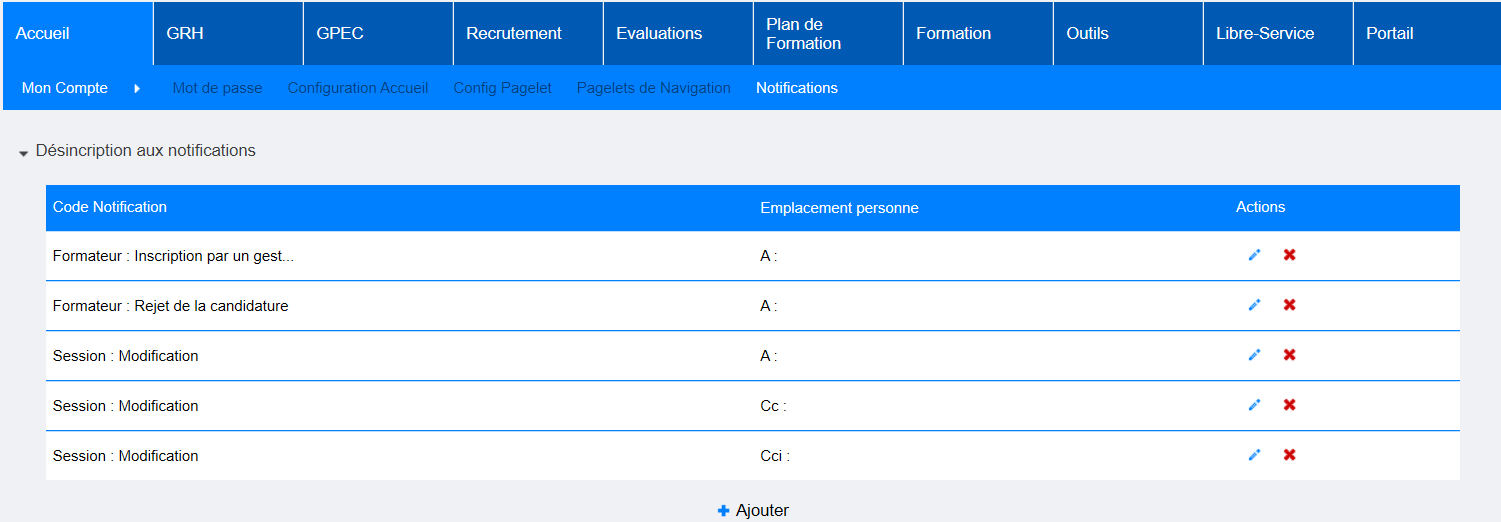 Accueil
GRH
GPEC
Recrutement
Evaluations
Plan de
Formation
Formation
Outils
Libre-Service
Portail
Mon Compte
Mot de passe
Configuration Accueil
Config Pagelet
Pagelets de Navigation
Notifications
Désincription aux notifications
Code Notification
Emplacement personne
Actions
Formateur : Inscription par un gest...
A :
Formateur : Rejet de la candidature
A :
Session : Modification
A :
Session : Modification
Cc :
Session : Modification
Cci :
Ajouter